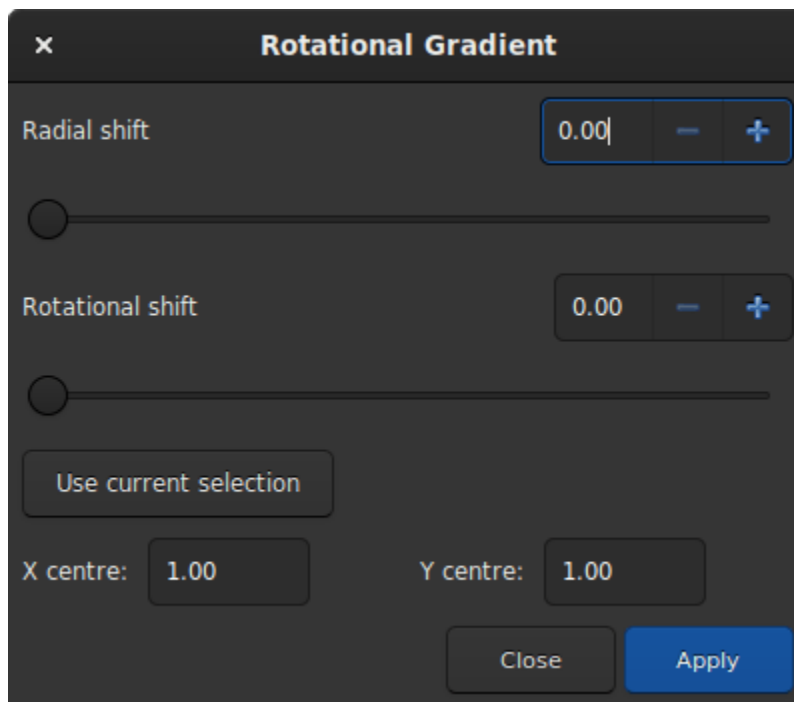 Rotational Gradient
Radial shift 0.00
Rotational shift 0.00
Use current selection
X centre: 1.00 Y centre: 1.00
Close Apply